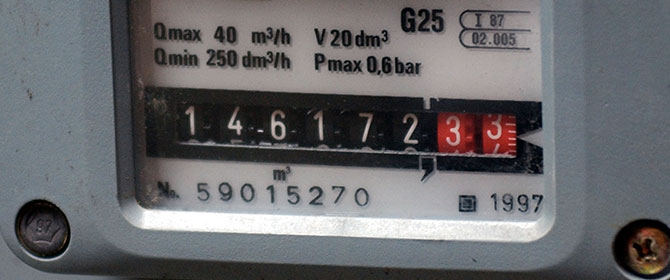 G25 I 87
02.005
Qmax 40 m³/h V 20 dm³
Qmin 250 dm³/h Pmax 0,6 bar
1 4 6 1 7 2 3 3
m³
No. 59015270 1997
97